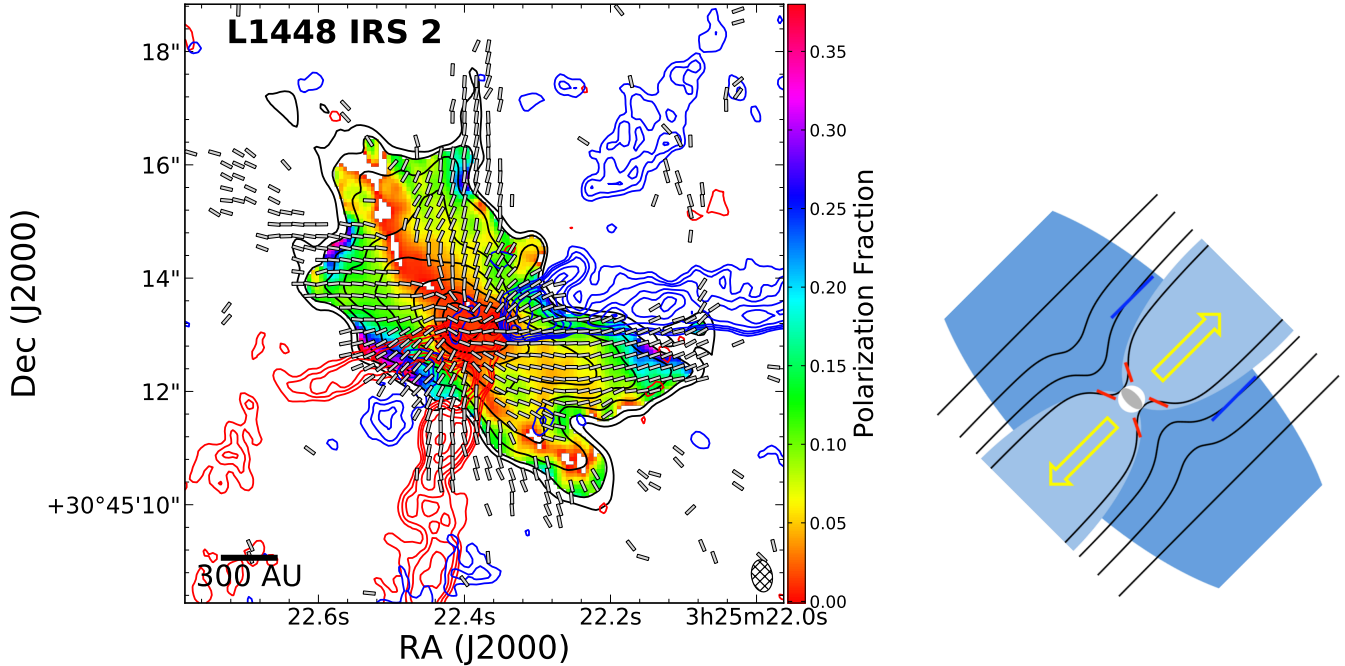 L1448 IRS 2
18"
16"
14"
12"
+30°45'10"
300 AU
22.6s
22.4s
22.2s
3h25m22.0s
RA (J2000)
Dec (J2000)
0.35
0.30
0.25
0.20
0.15
0.10
0.05
0.00
Polarization Fraction